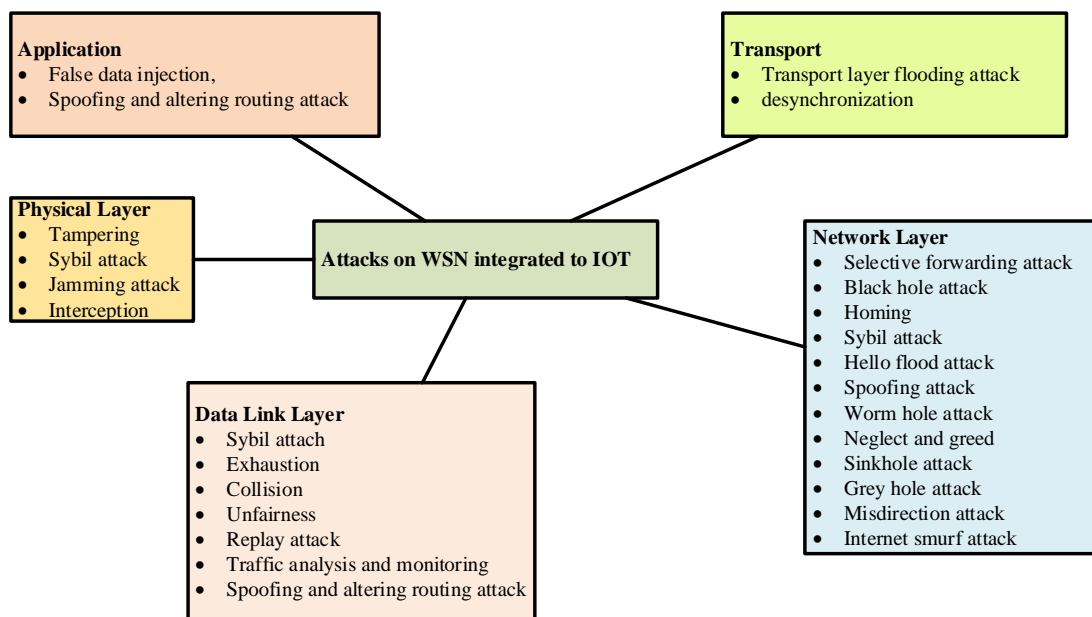 Application
• False data injection,
• Spoofing and altering routing attack
Transport
• Transport layer flooding attack
• desynchronization
Physical Layer
• Tampering
• Sybil attack
• Jamming attack
• Interception
Attacks on WSN integrated to IOT
Network Layer
• Selective forwarding attack
• Black hole attack
• Homing
• Sybil attack
• Hello flood attack
• Spoofing attack
• Worm hole attack
• Neglect and greed
• Sinkhole attack
• Grey hole attack
• Misdirection attack
• Internet smurf attack
Data Link Layer
• Sybil attach
• Exhaustion
• Collision
• Unfairness
• Replay attack
• Traffic analysis and monitoring
• Spoofing and altering routing attack